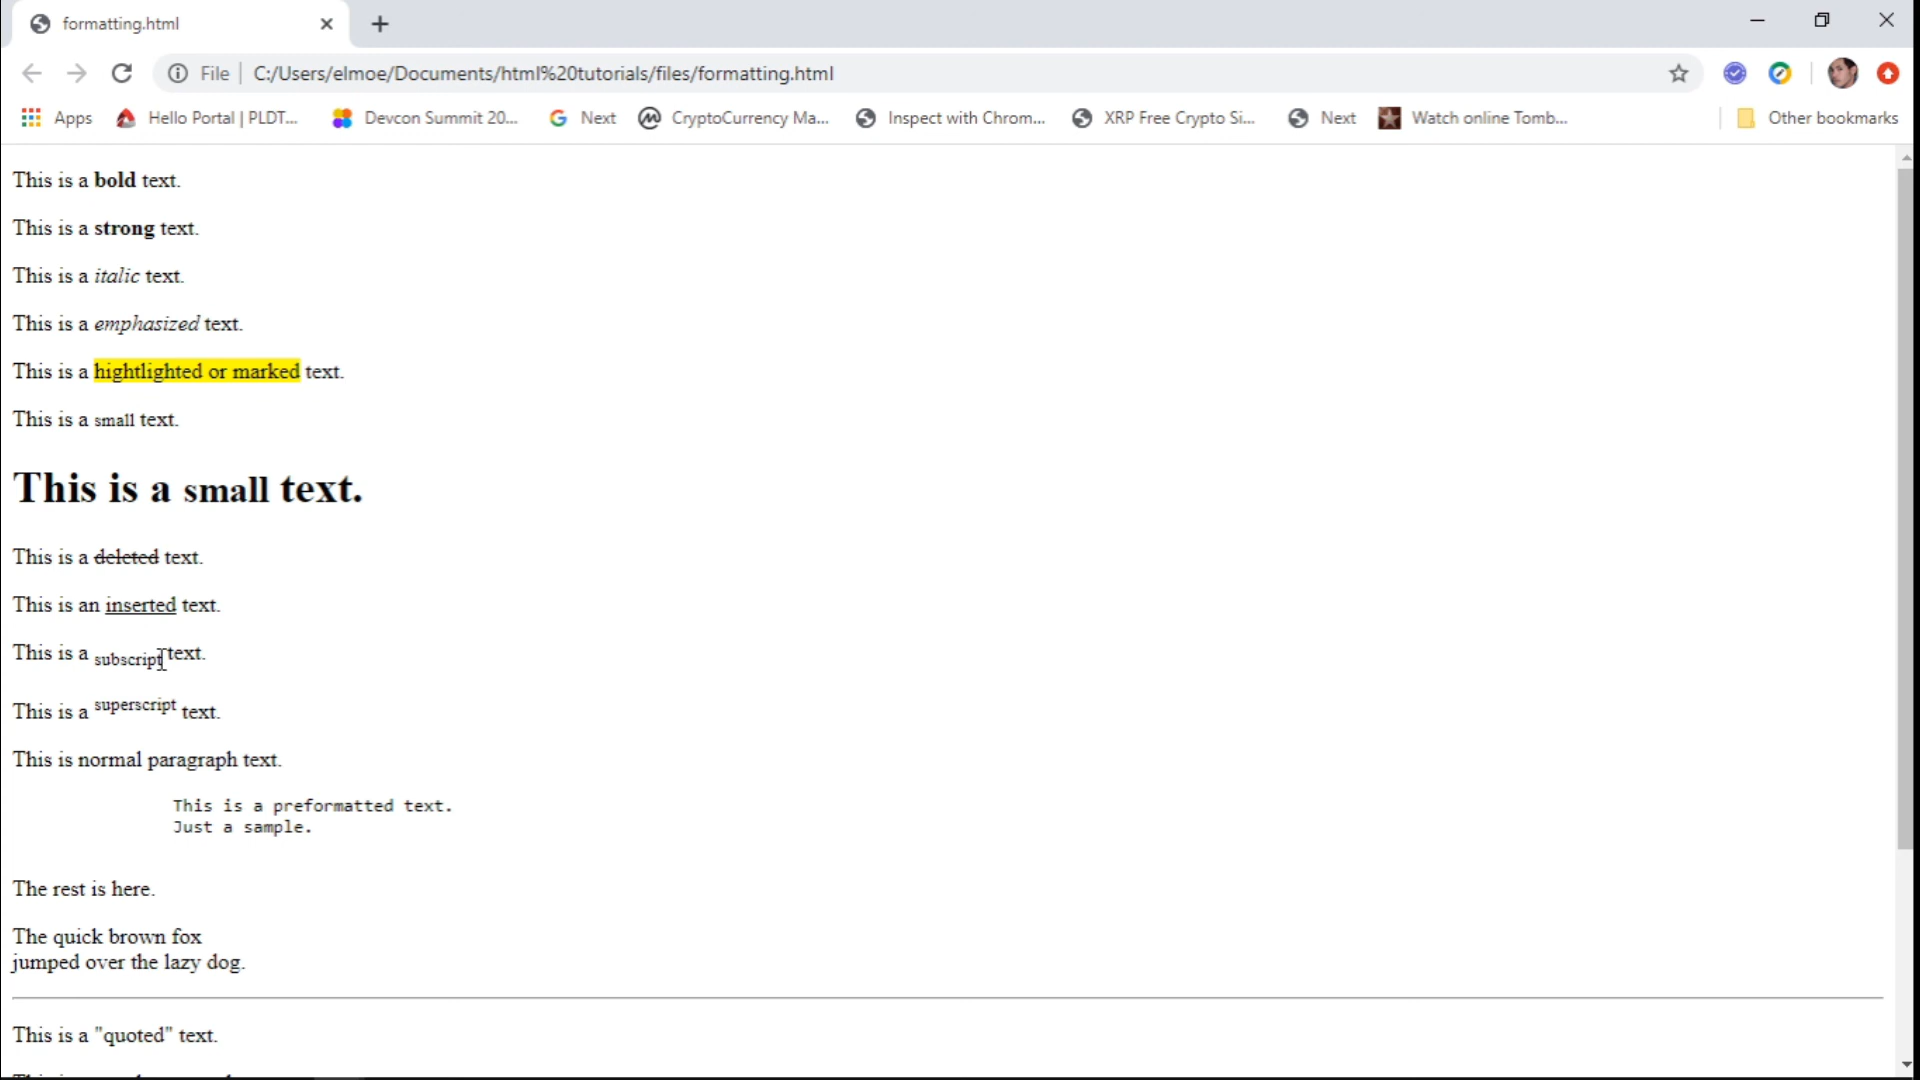 formatting.html
File
C:/Users/elmoe/Documents/html%20tutorials/files/formatting.html
Apps Hello Portal | PLDT... Devcon Summit 20... Next CryptoCurrency Ma... Inspect with Chrom... XRP Free Crypto Si... Next Watch online Tomb... Other bookmarks
This is a bold text.
This is a strong text.
This is a italic text.
This is a emphasized text.
This is a hightlighted or marked text.
This is a small text.
This is a small text.
This is a deleted text.
This is an inserted text.
This is a subscript text.
This is a superscript text.
This is normal paragraph text.
This is a preformatted text.
Just a sample.
The rest is here.
The quick brown fox
jumped over the lazy dog.
This is a "quoted" text.